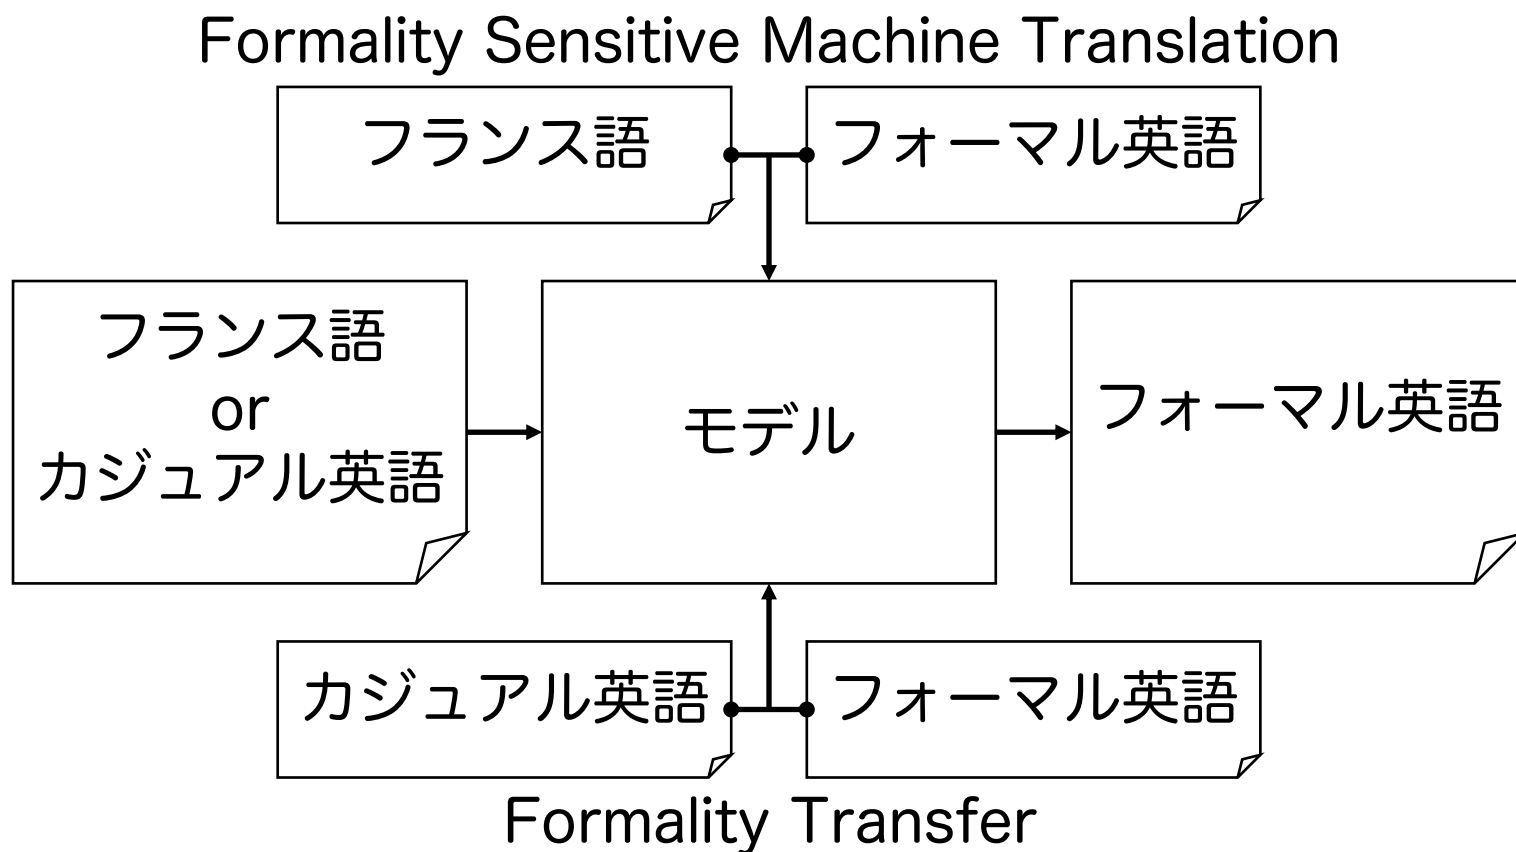 Formality Sensitive Machine Translation
フランス語
フォーマル英語
フランス語
or
カジュアル英語
モデル
フォーマル英語
カジュアル英語
フォーマル英語
Formality Transfer